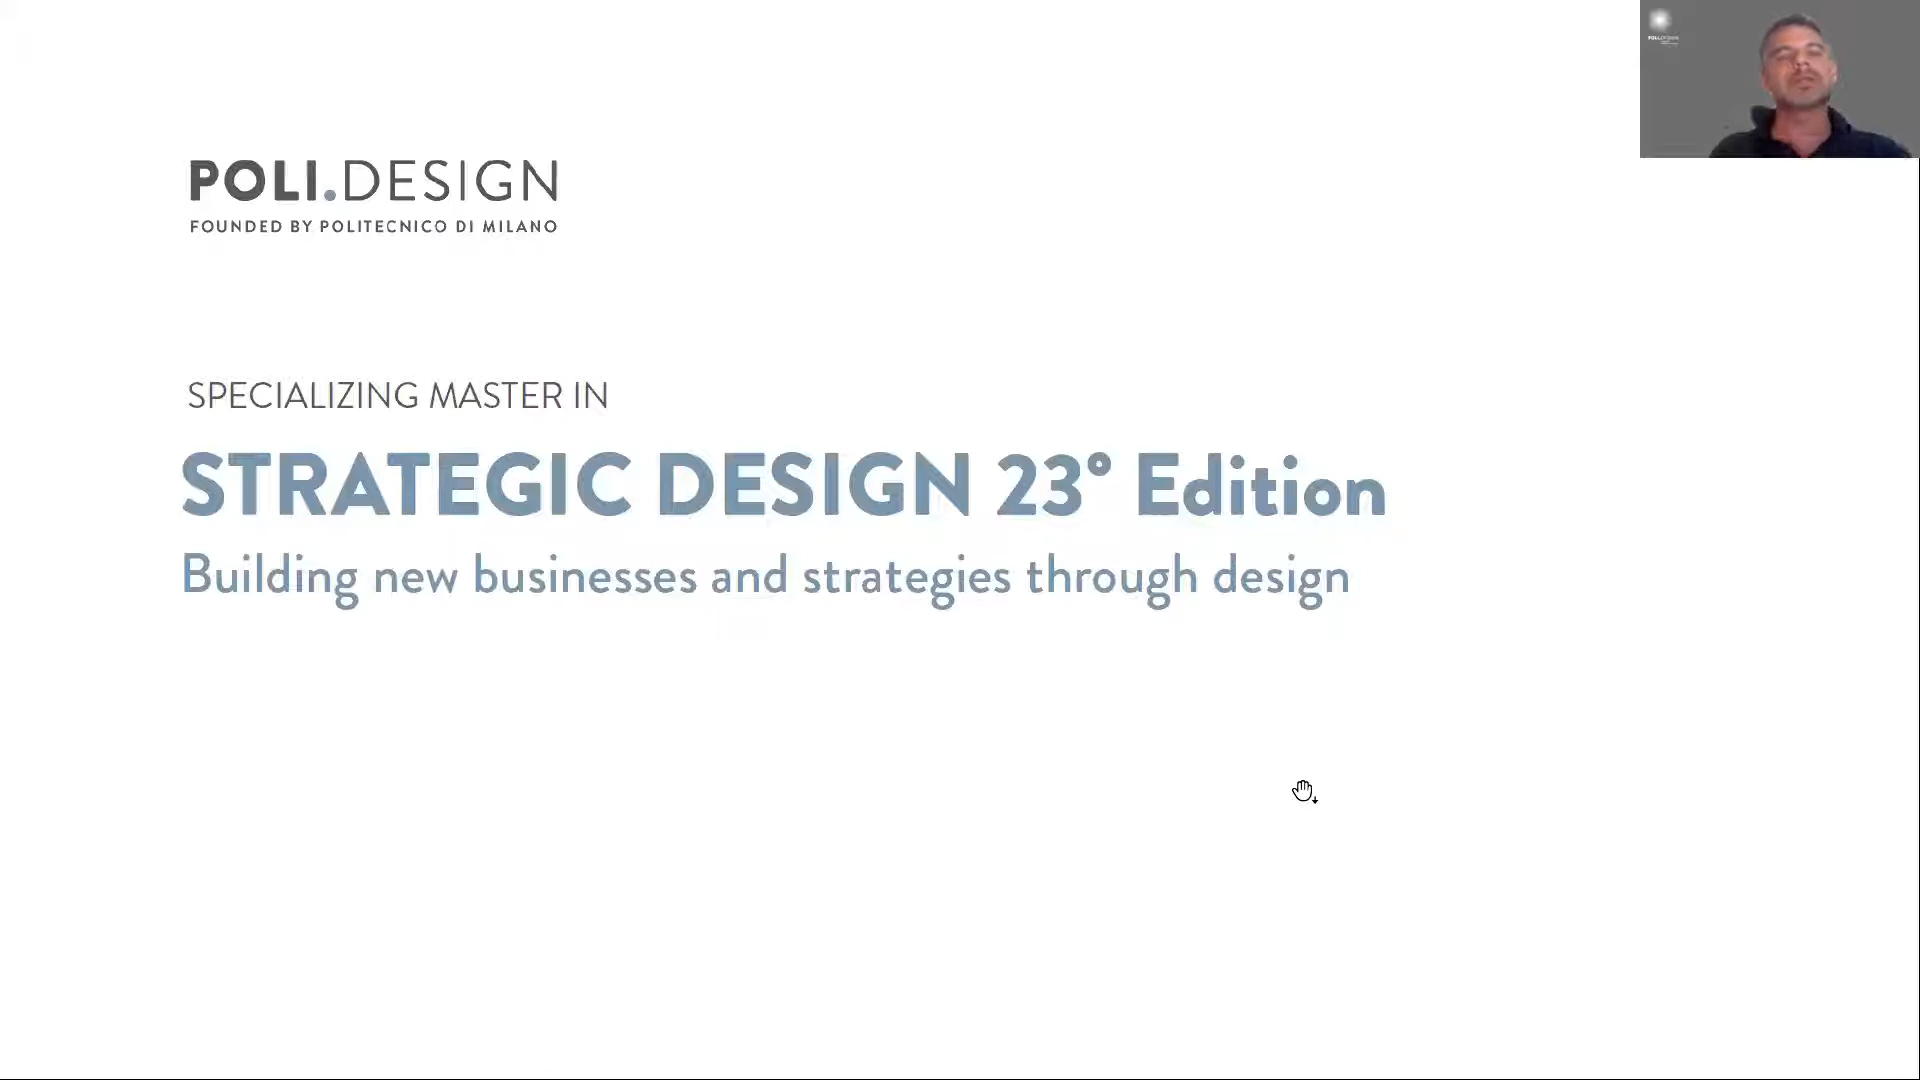 POLI.DESIGN
FOUNDED BY POLITECNICO DI MILANO
SPECIALIZING MASTER IN
STRATEGIC DESIGN 23° Edition
Building new businesses and strategies through design